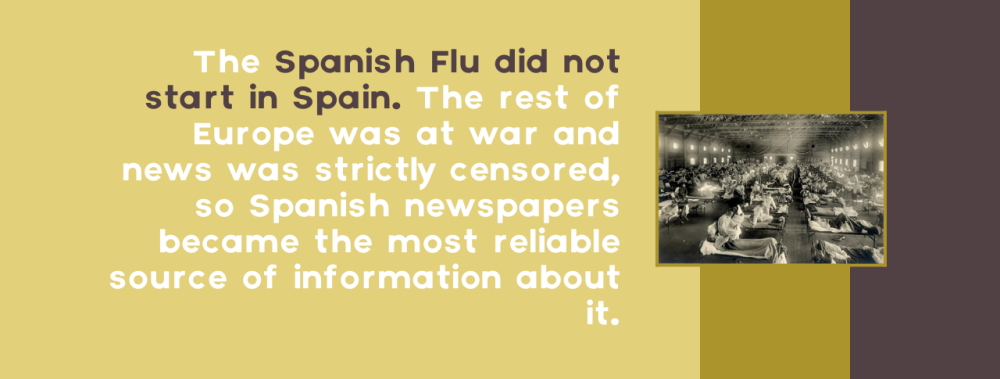 The Spanish Flu did not
start in Spain. The rest of
Europe was at war and
news was strictly censored,
so Spanish newspapers
became the most reliable
source of information about
it.